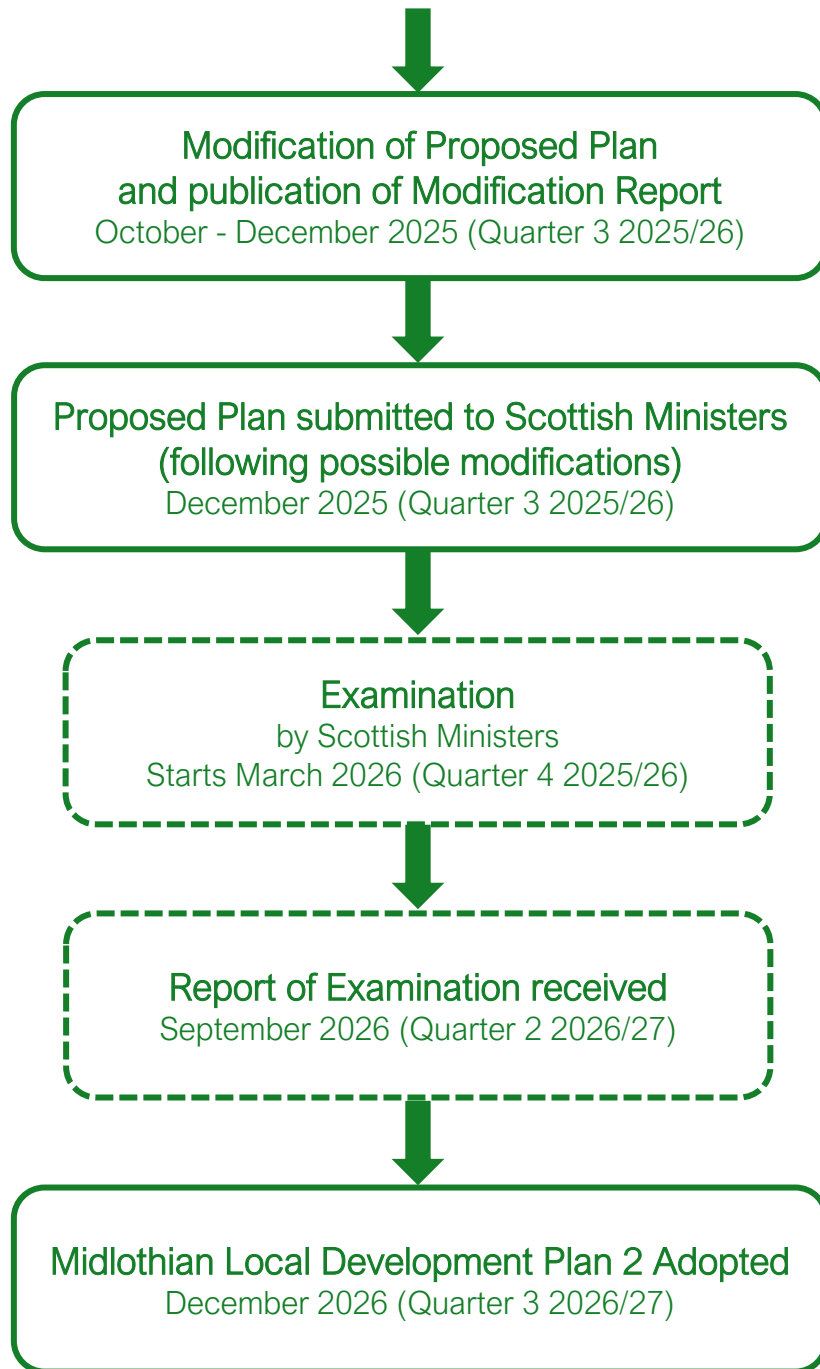 Modification of Proposed Plan
and publication of Modification Report
October - December 2025 (Quarter 3 2025/26)
Proposed Plan submitted to Scottish Ministers
(following possible modifications)
December 2025 (Quarter 3 2025/26)
Examination
by Scottish Ministers
Starts March 2026 (Quarter 4 2025/26)
Report of Examination received
September 2026 (Quarter 2 2026/27)
Midlothian Local Development Plan 2 Adopted
December 2026 (Quarter 3 2026/27)